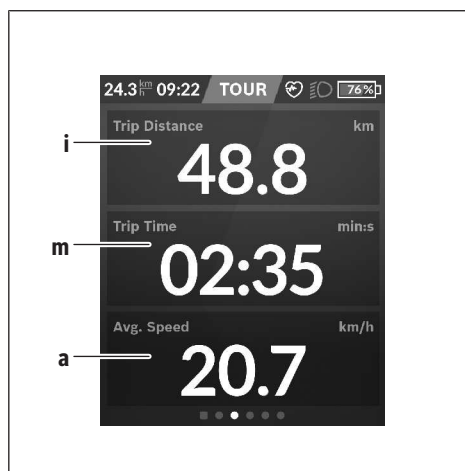 24.3 km/h 09:22 TOUR 76%
Trip Distance km
i
48.8
Trip Time min:s
m
02:35
Avg. Speed km/h
a
20.7